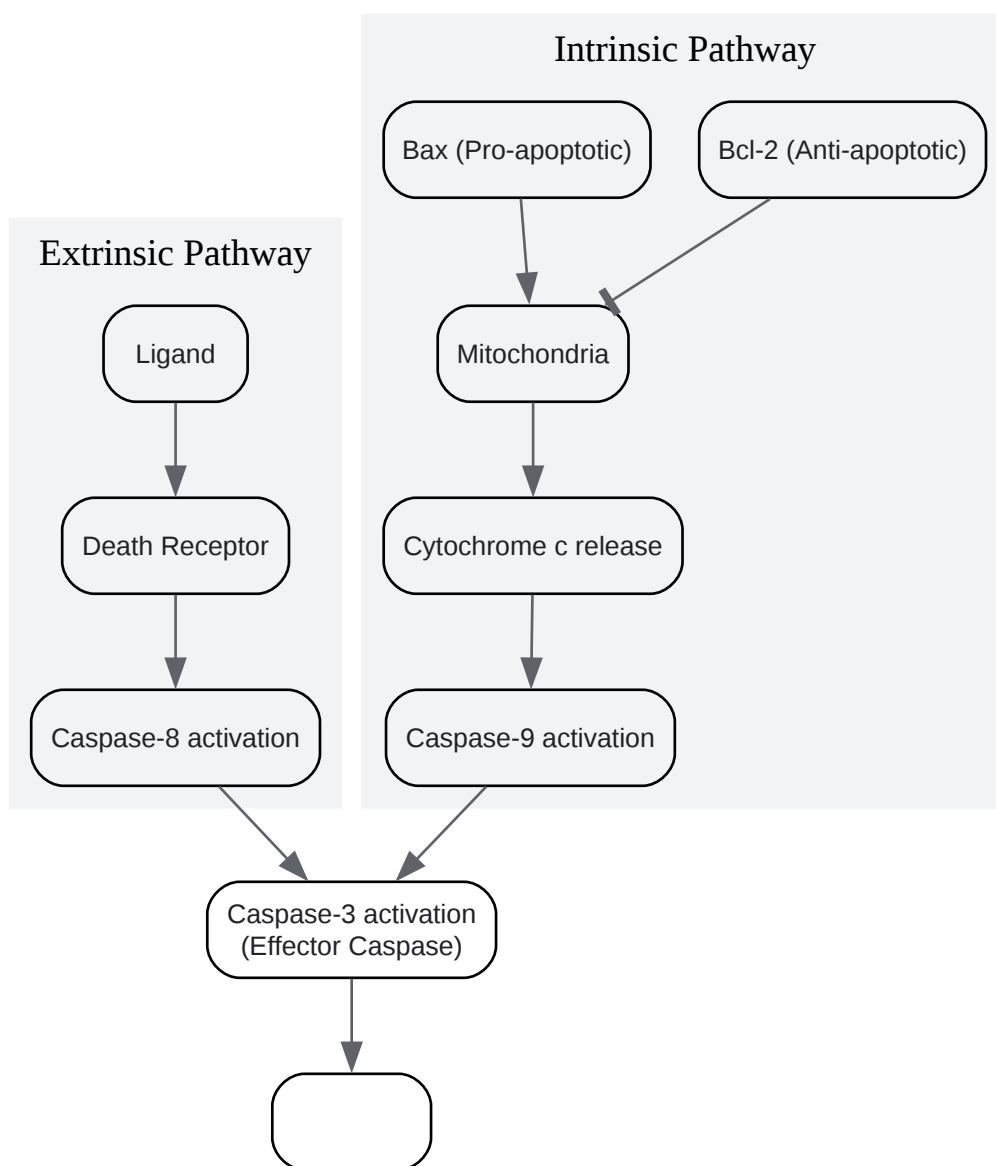 Intrinsic Pathway
Bax (Pro-apoptotic)
Bcl-2 (Anti-apoptotic)
Extrinsic Pathway
Ligand
Mitochondria
Death Receptor
Cytochrome c release
Caspase-8 activation
Caspase-9 activation
Caspase-3 activation
(Effector Caspase)